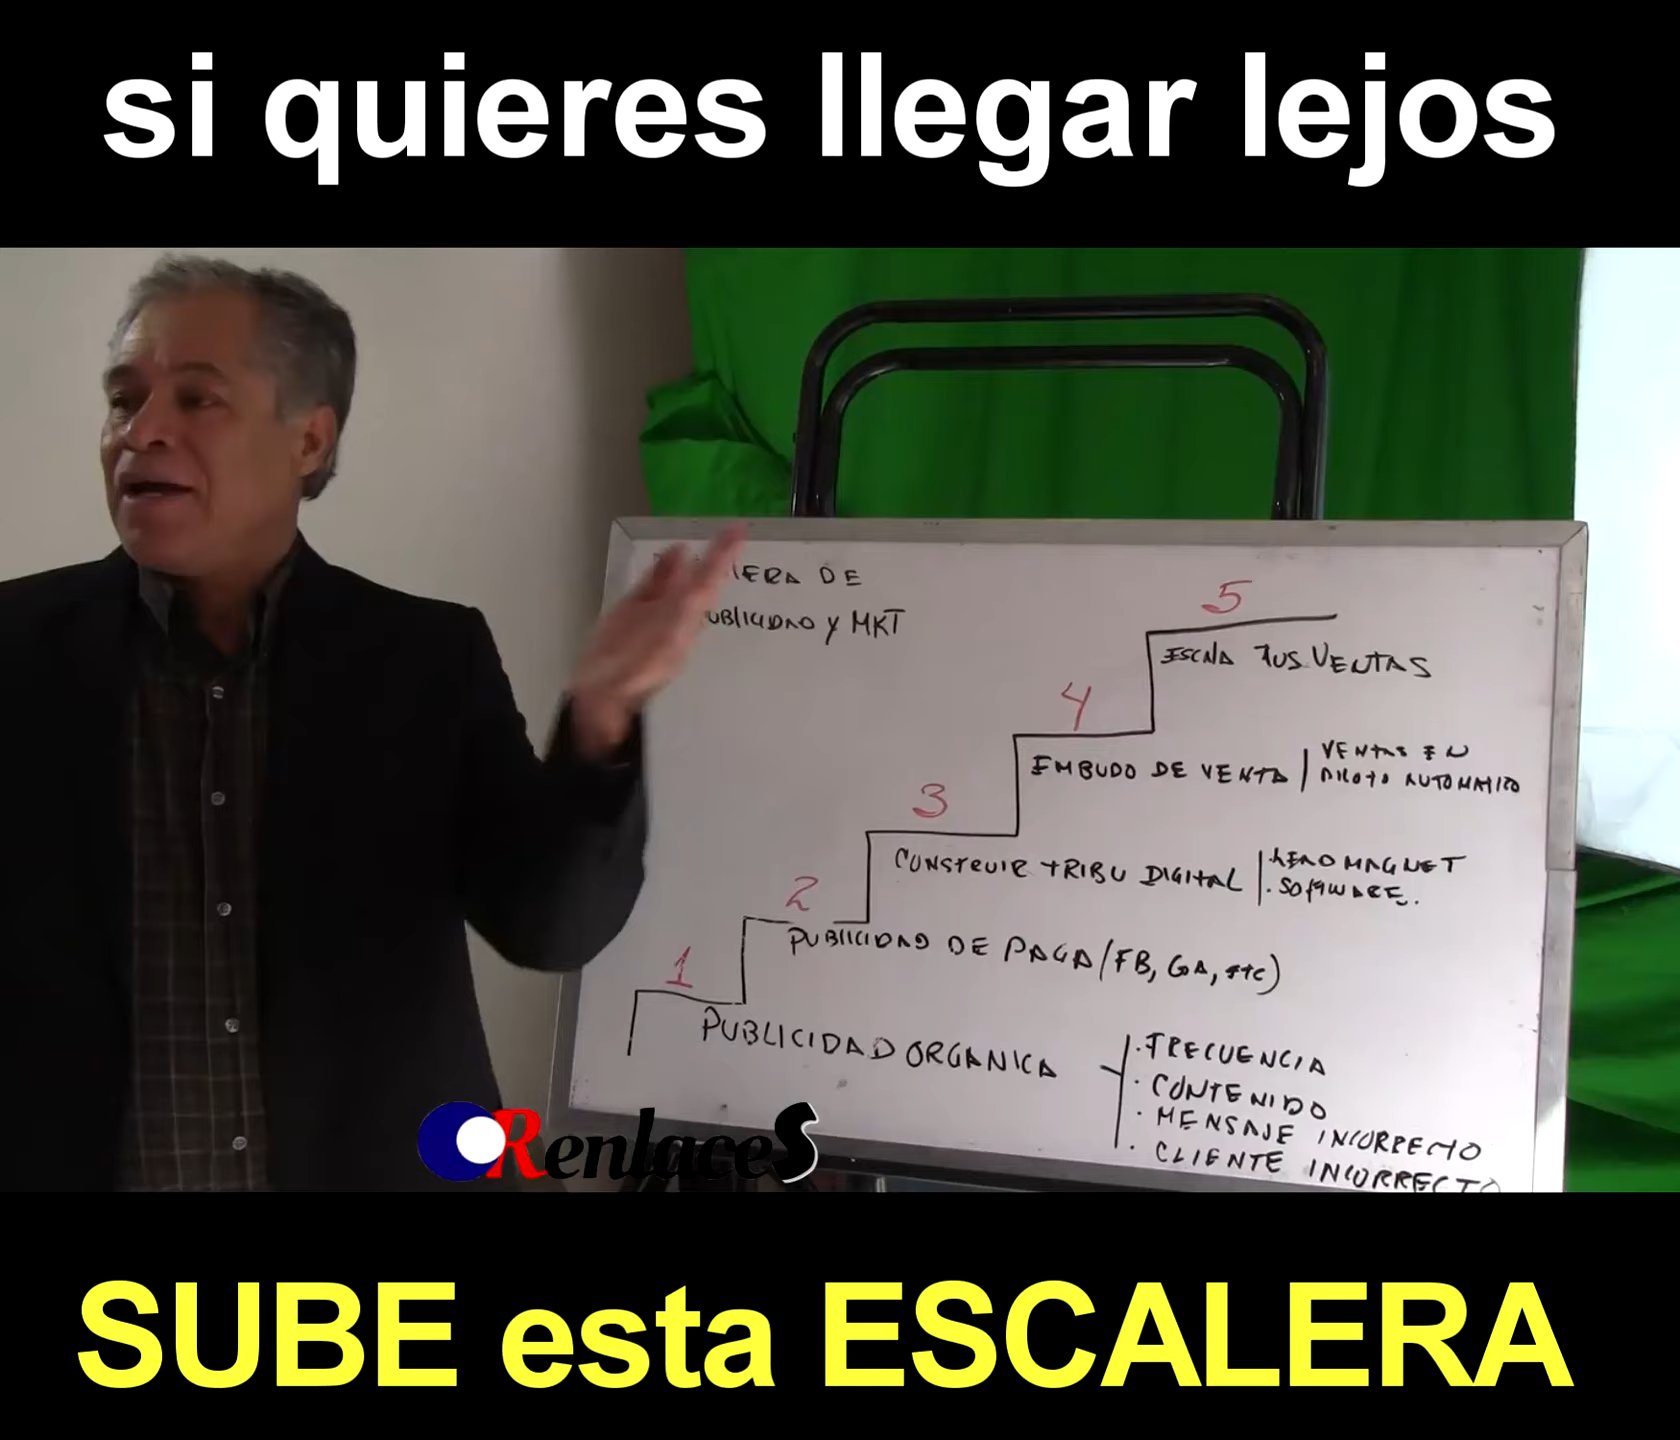 si quieres llegar lejos
DE
Y MKT
5
ESCALA TUS VENTAS
4
EMBUDO DE VENTA / VENTAS EN
PILOTO AUTOMATICO
3
CONSTRUIR TRIBU DIGITAL | . LEAD MAGNET
. SOFTWARE.
2
PUBLICIDAD DE PAGA / FB, GA, ETC)
1
PUBLICIDAD ORGANICA
. FRECUENCIA
. CONTENIDO
. MENSAJE INCORRECTO
. CLIENTE INCORRECTO
RenlaceS
SUBE esta ESCALERA